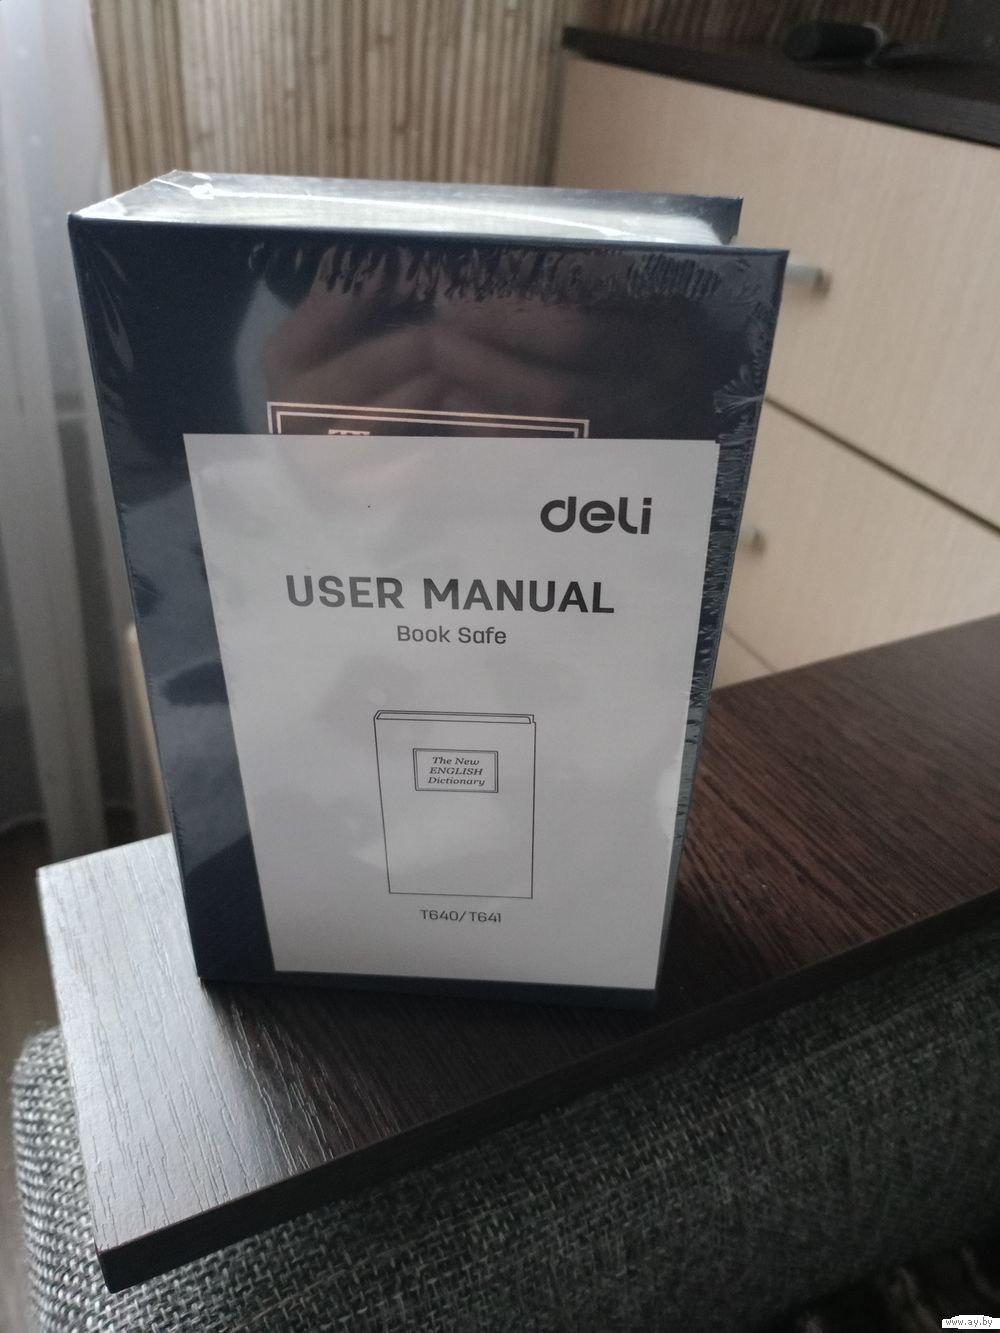 deli
USER MANUAL
Book Safe
The New
ENGLISH
Dictionary
T640/T641
www.ay.by